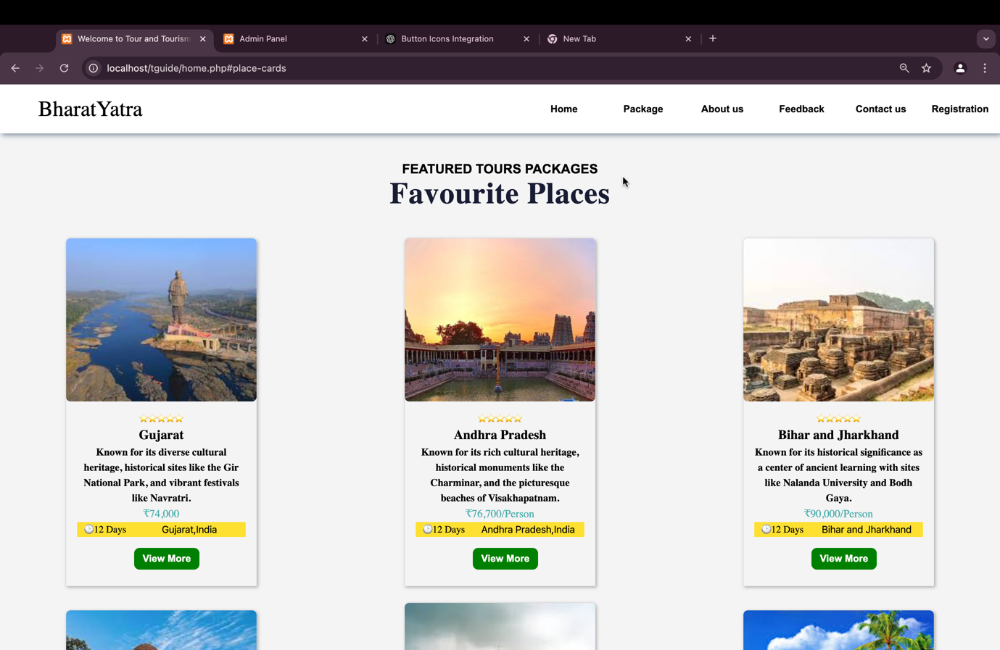 Welcome to Tour and Tourism
Admin Panel
Button Icons Integration
New Tab
localhost/tguide/home.php#place-cards
BharatYatra
Home
Package
About us
Feedback
Contact us
Registration
FEATURED TOURS PACKAGES
Favourite Places
Gujarat
Known for its diverse cultural
heritage, historical sites like the Gir
National Park, and vibrant festivals
like Navratri.
₹74,000
12 Days
Gujarat,India
View More
Andhra Pradesh
Known for its rich cultural heritage,
historical monuments like the
Charminar, and the picturesque
beaches of Visakhapatnam.
₹76,700/Person
12 Days
Andhra Pradesh,India
View More
Bihar and Jharkhand
Known for its historical significance as
a center of ancient learning with sites
like Nalanda University and Bodh
Gaya.
₹90,000/Person
12 Days
Bihar and Jharkhand
View More